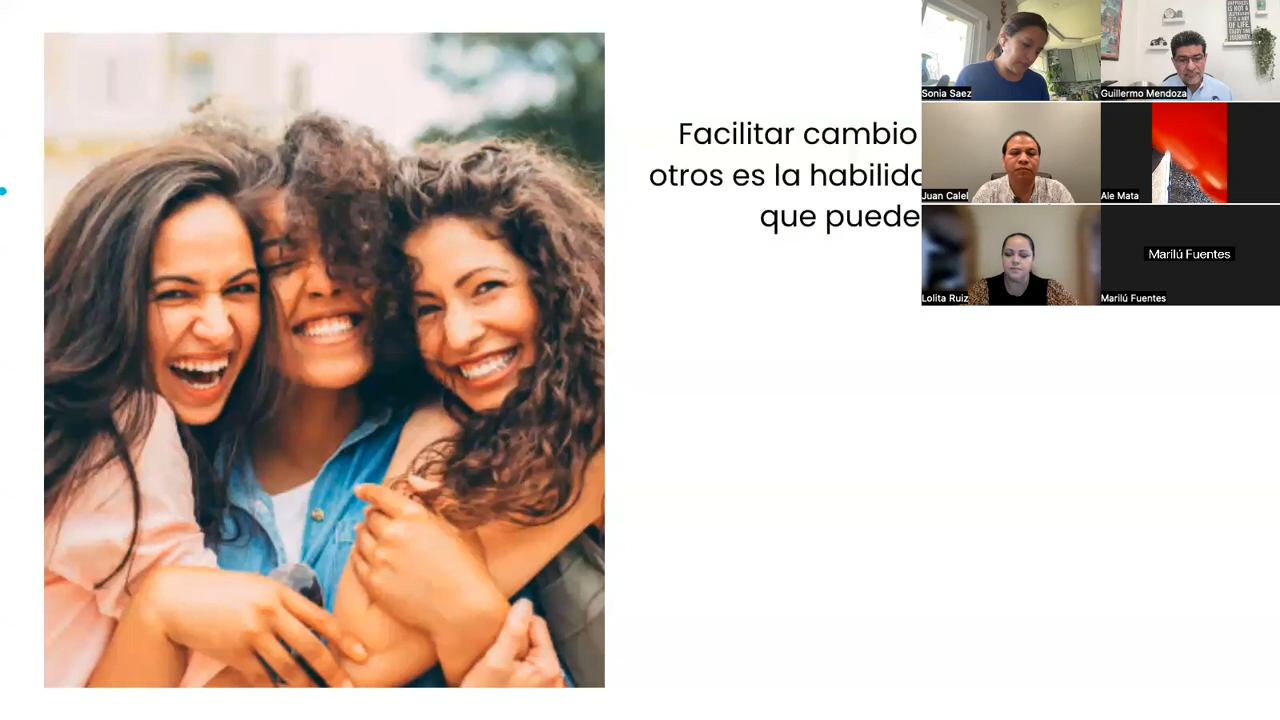 Facilitar cambio
otros es la habilida
que puede
Sonia Saez
Guillermo Mendoza
Juan Calel
Ale Mata
Lolita Ruiz
Marilú Fuentes
Marilú Fuentes